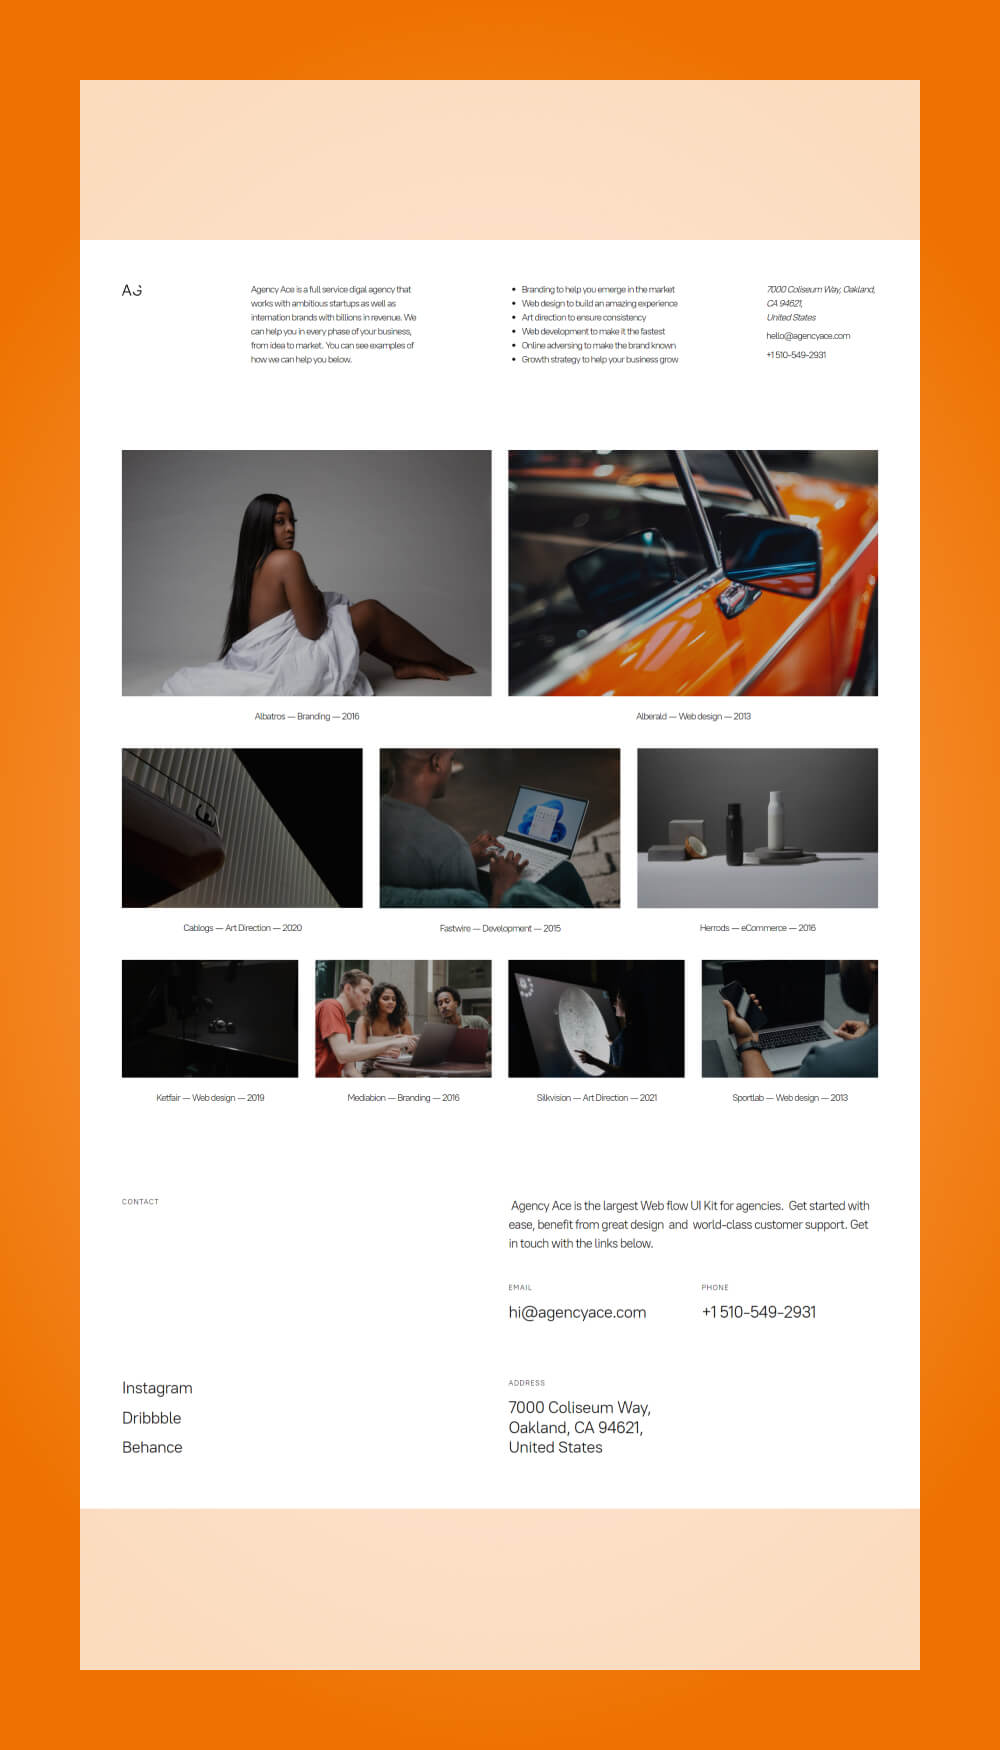 AG
Agency Ace is a full service digal agency that
works with ambitious startups as well as
internation brands with billions in revenue. We
can help you in every phase of your business,
from idea to market. You can see examples of
how we can help you below.
• Branding to help you emerge in the market
• Web design to build an amazing experience
• Art direction to ensure consistency
• Web development to make it the fastest
• Online adversing to make the brand known
• Growth strategy to help your business grow
7000 Coliseum Way, Oakland,
CA 94621,
United States
hello@agencyace.com
+1 510-549-2931
Albatros — Branding — 2016
Alberald — Web design — 2013
Cablogs — Art Direction — 2020
Fastwire — Development — 2015
Herrods — eCommerce — 2016
Ketfair — Web design — 2019
Mediabion — Branding — 2016
Silkvision — Art Direction — 2021
Sportlab — Web design — 2013
CONTACT
Agency Ace is the largest Web flow UI Kit for agencies. Get started with
ease, benefit from great design and world-class customer support. Get
in touch with the links below.
EMAIL
hi@agencyace.com
PHONE
+1 510-549-2931
Instagram
Dribbble
Behance
ADDRESS
7000 Coliseum Way,
Oakland, CA 94621,
United States